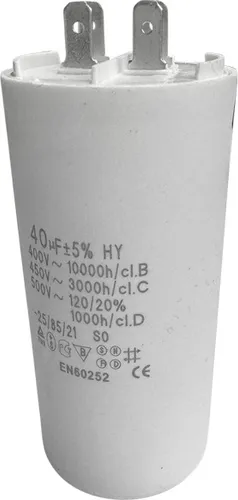 40µF±5% HY
400V~ 10000h/cl.B
450V~ 3000h/cl.C
500V~ 120/20%
1000h/cl.D
-25/85/21 S0
EN60252 CE